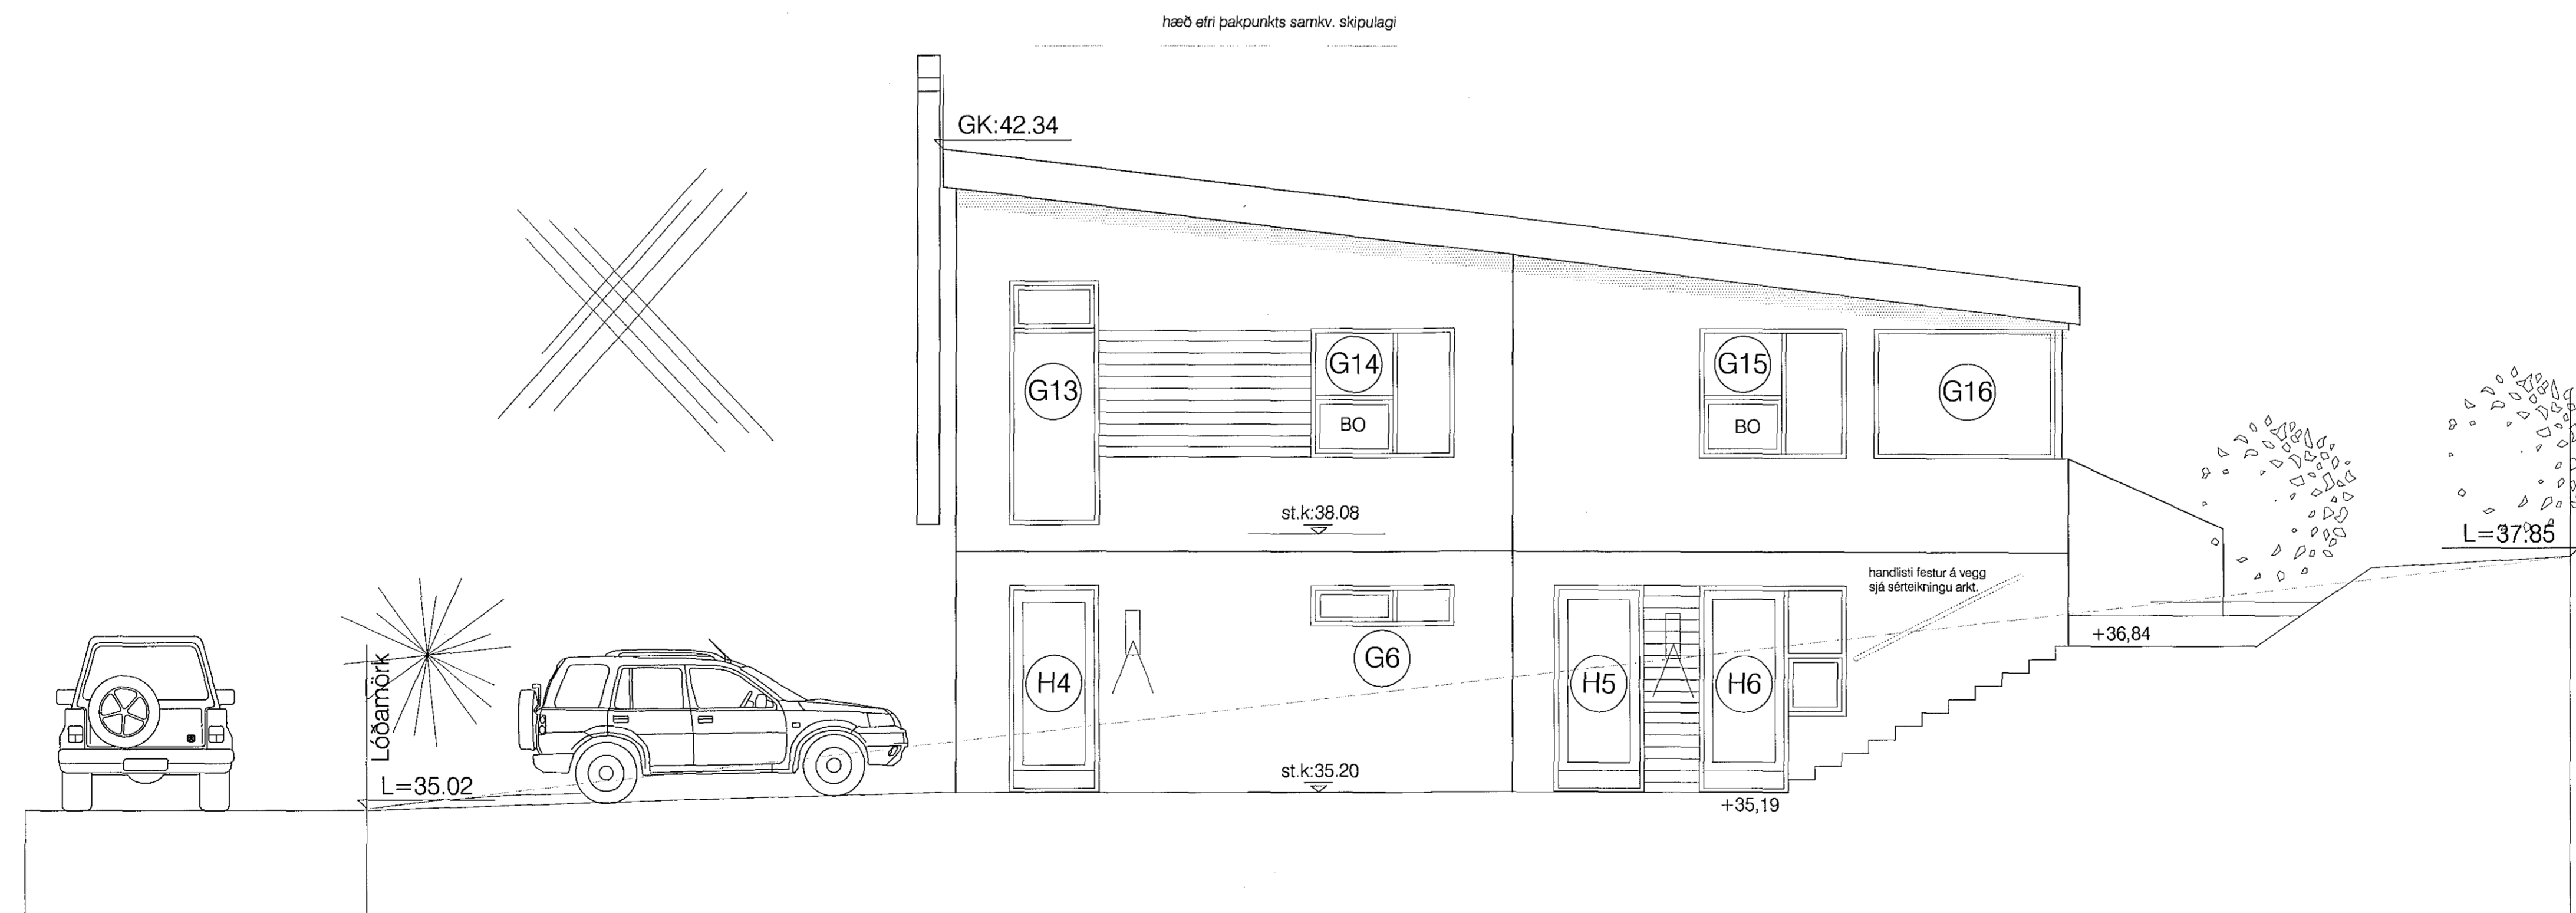 hæð efri þakpunkts samkv. skipulagi
GK:42.34
G13
G14
BO
G15
BO
G16
st.k:38.08
L=37.85
handlisti festur á vegg
sjá sérteikningu arkt.
+36,84
Lóðamörk
L=35.02
H4
G6
H5
H6
st.k:35.20
+35,19